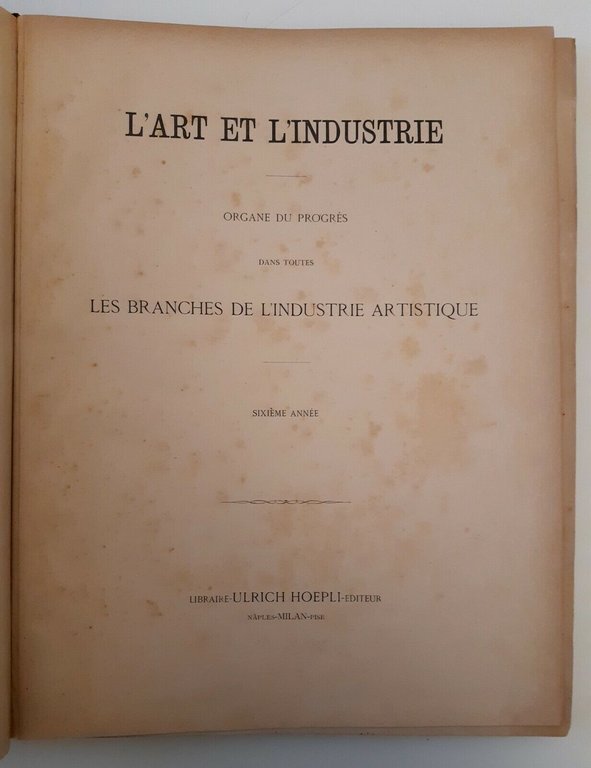 L'ART ET L'INDUSTRIE
ORGANE DU PROGRÈS
DANS TOUTES
LES BRANCHES DE L'INDUSTRIE ARTISTIQUE
SIXIÈME ANNÉE
LIBRAIRE-ULRICH HOEPLI-EDITEUR
NÀPLES-MILAN-PISE